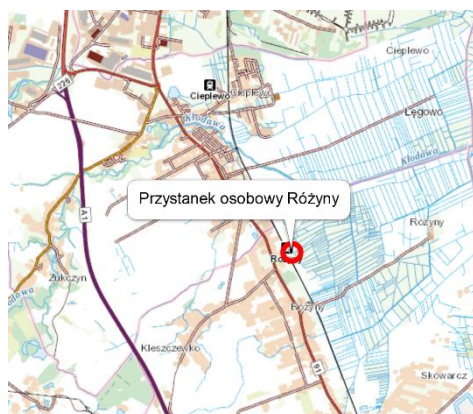 Cieplewo
226
Cieplewo
Cieplewo
Łęgowo
Kłodawa
Kłodawa
Przystanek osobowy Różyny
A1
Różyny
Żukczyn
Różyny
Kleszczewko
91
Skowarcz